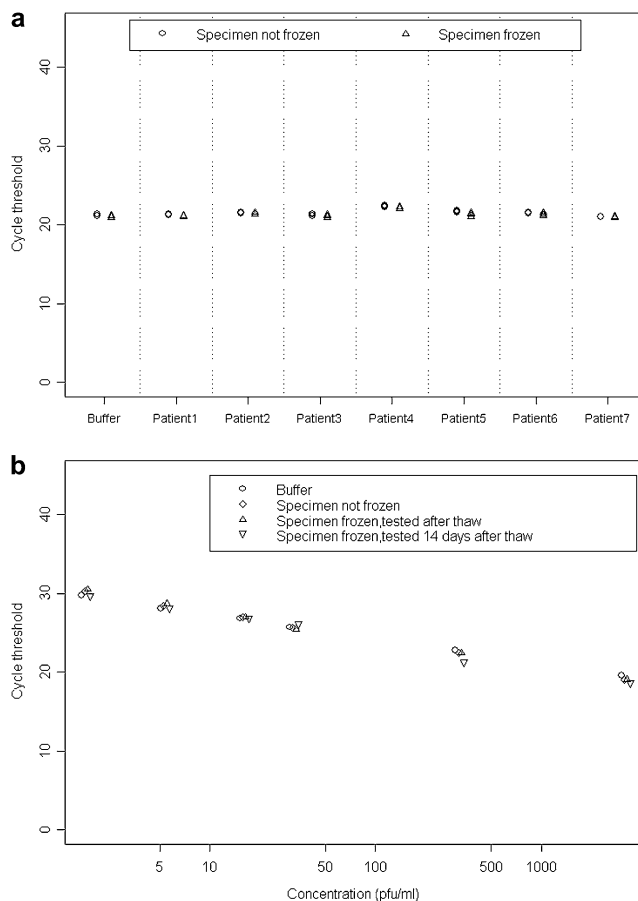 a
Specimen not frozen Specimen frozen
40
30
20
10
0
Cycle threshold
Buffer Patient1 Patient2 Patient3 Patient4 Patient5 Patient6 Patient7
b
Buffer
Specimen not frozen
Specimen frozen,tested after thaw
Specimen frozen,tested 14 days after thaw
40
30
20
10
0
Cycle threshold
5 10 50 100 500 1000
Concentration (pfu/ml)